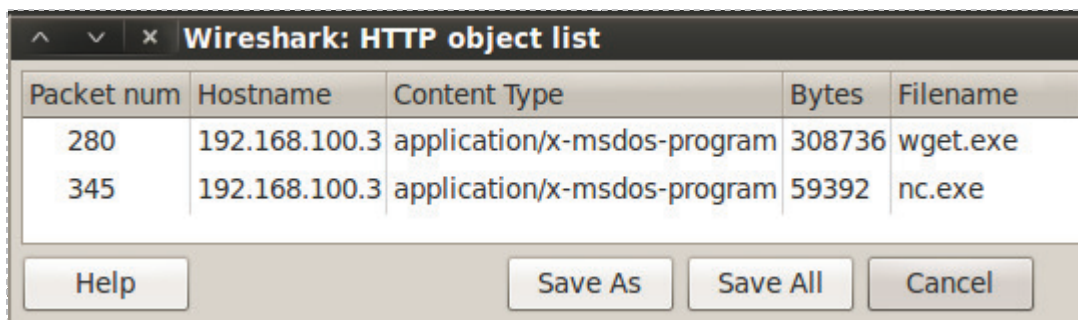 Wireshark: HTTP object list
Packet num Hostname Content Type Bytes Filename
280 192.168.100.3 application/x-msdos-program 308736 wget.exe
345 192.168.100.3 application/x-msdos-program 59392 nc.exe
Help Save As Save All Cancel